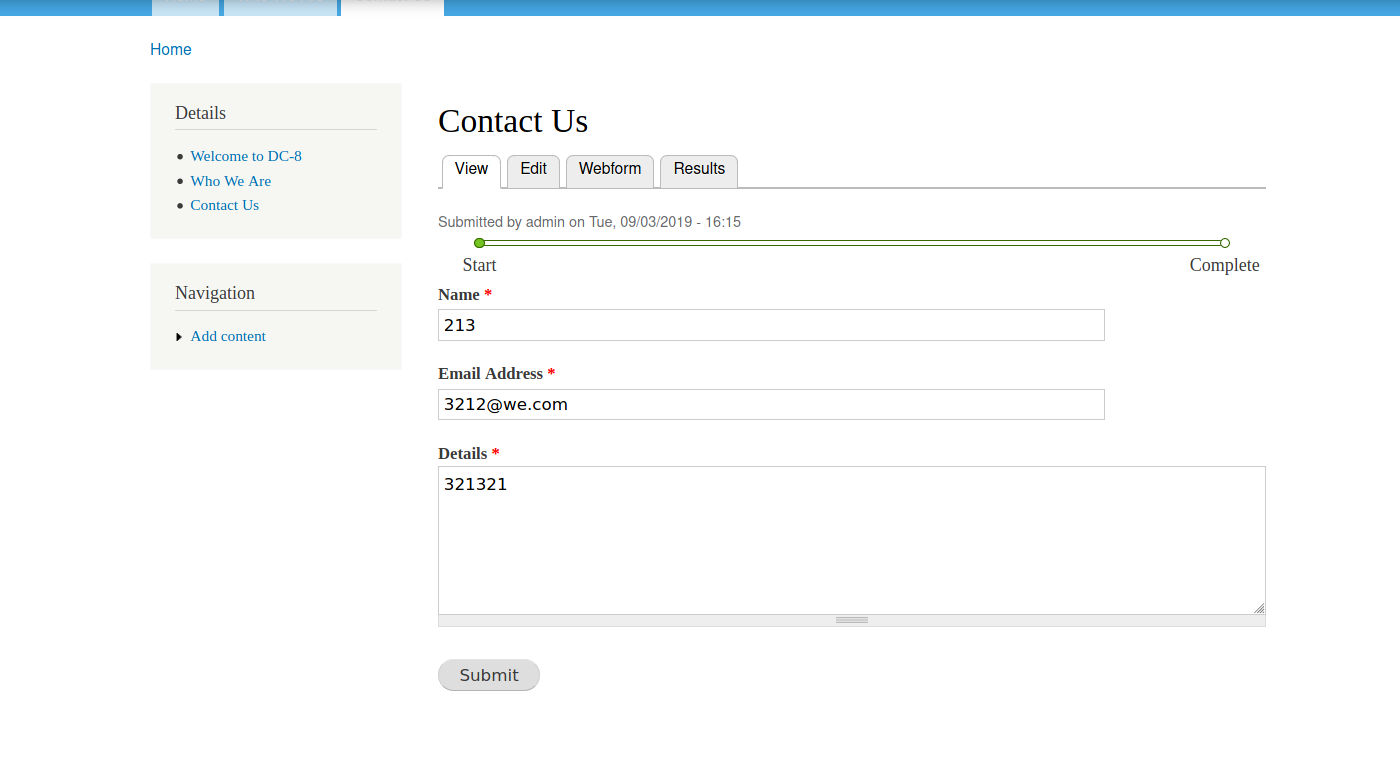 Home
Details
Welcome to DC-8
Who We Are
Contact Us
Navigation
Add content
Contact Us
View Edit Webform Results
Submitted by admin on Tue, 09/03/2019 - 16:15
Start Complete
Name *
213
Email Address *
3212@we.com
Details *
321321
Submit